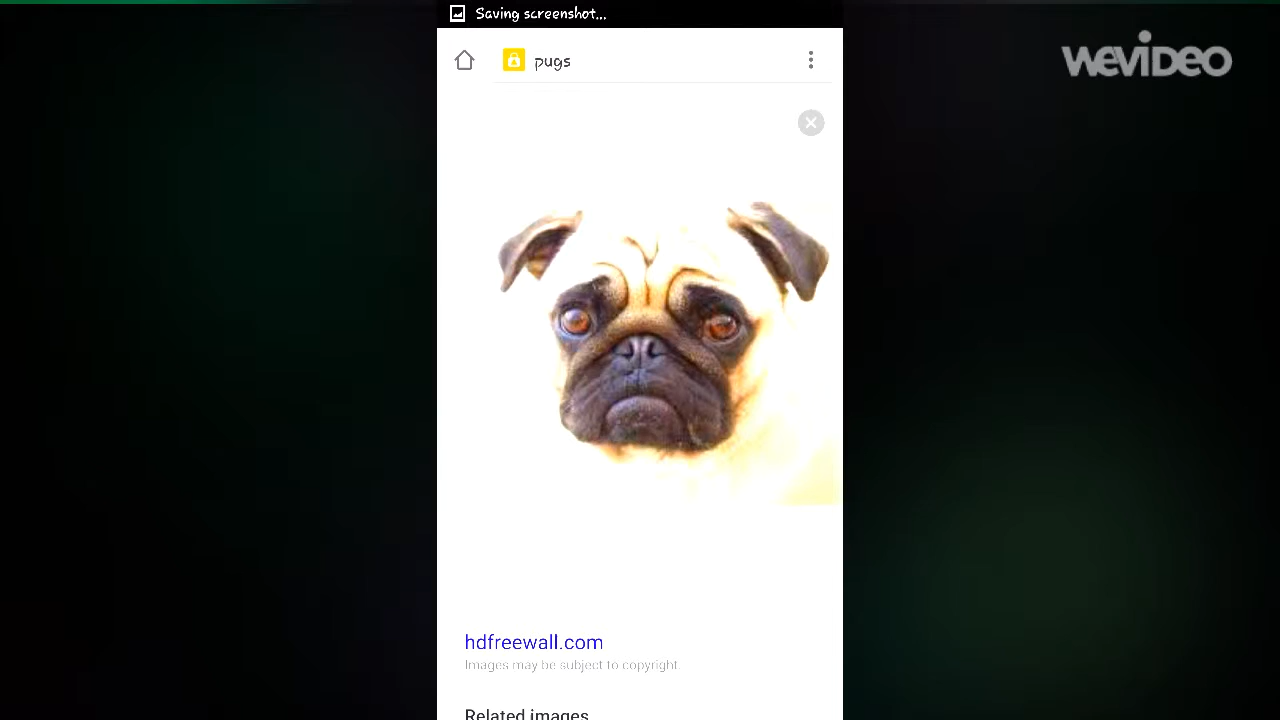 Saving screenshot...
pugs
WEVIDEO
hdfreewall.com
Images may be subject to copyright.
Related images